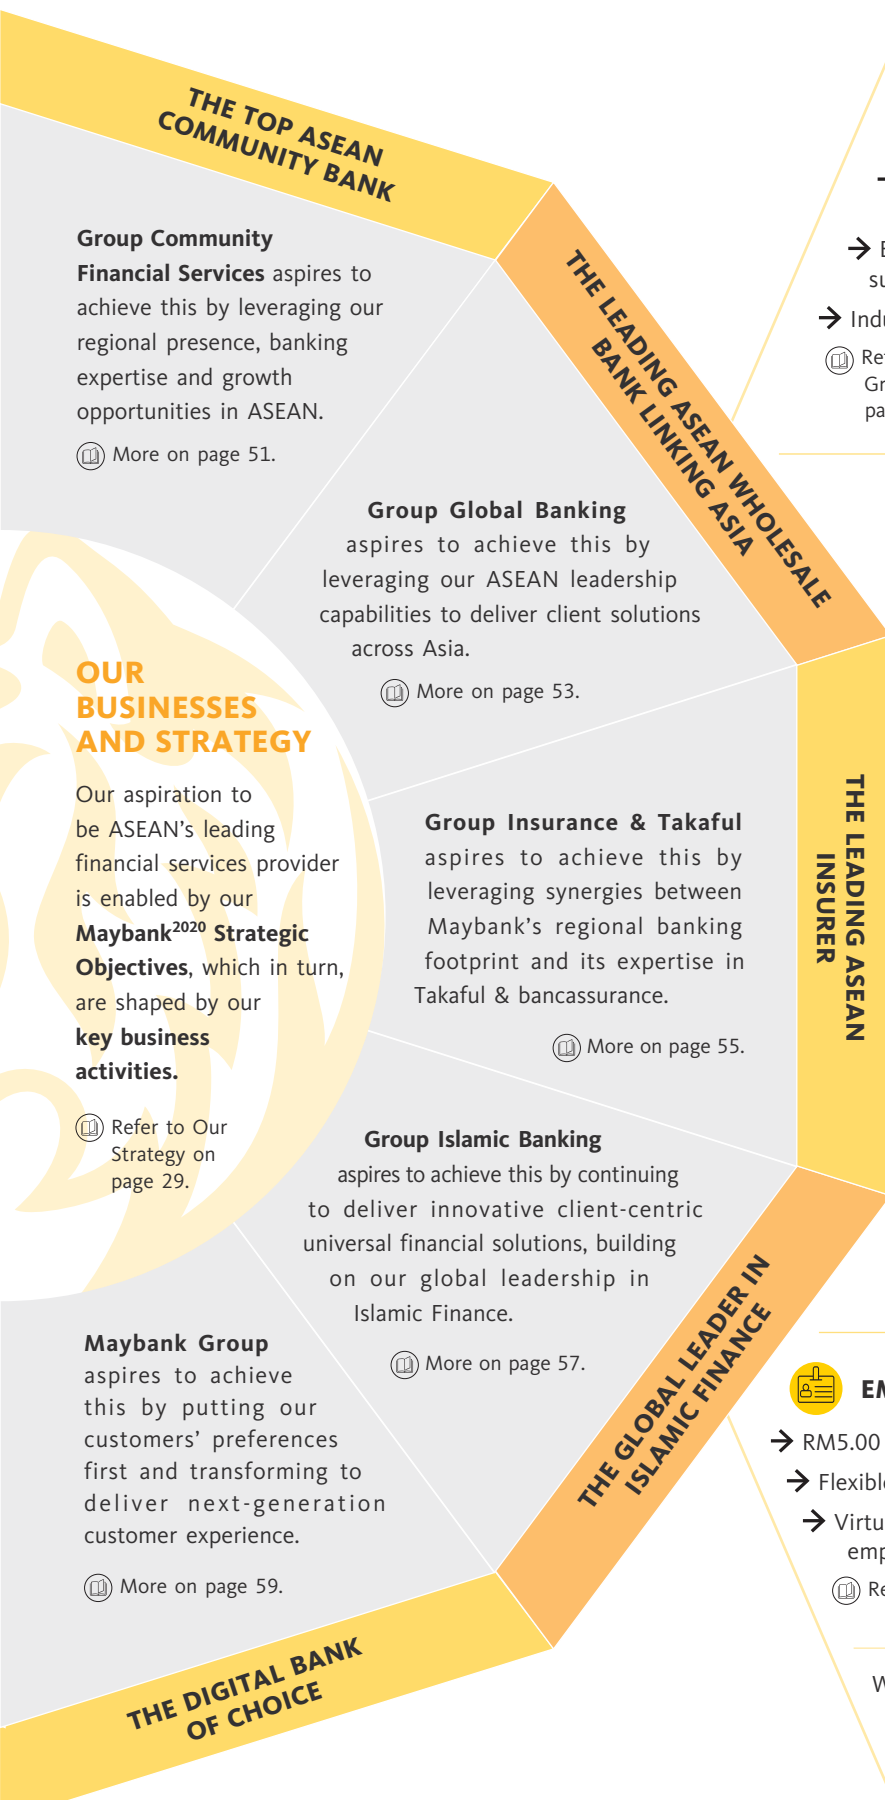 THE TOP ASEAN
COMMUNITY BANK
Group Community
Financial Services aspires to
achieve this by leveraging our
regional presence, banking
expertise and growth
opportunities in ASEAN.
More on page 51.
THE LEADING ASEAN WHOLESALE
BANK LINKING ASIA
Group Global Banking
aspires to achieve this by
leveraging our ASEAN leadership
capabilities to deliver client solutions
across Asia.
More on page 53.
OUR
BUSINESSES
AND STRATEGY
Our aspiration to
be ASEAN's leading
financial services provider
is enabled by our
Maybank2020 Strategic
Objectives, which in turn,
are shaped by our
key business
activities.
Refer to Our
Strategy on
page 29.
THE LEADING ASEAN
INSURER
Group Insurance & Takaful
aspires to achieve this by
leveraging synergies between
Maybank's regional banking
footprint and its expertise in
Takaful & bancassurance.
More on page 55.
THE GLOBAL LEADER IN
ISLAMIC FINANCE
Group Islamic Banking
aspires to achieve this by continuing
to deliver innovative client-centric
universal financial solutions, building
on our global leadership in
Islamic Finance.
More on page 57.
Maybank Group
aspires to achieve
this by putting our
customers' preferences
first and transforming to
deliver next-generation
customer experience.
More on page 59.
THE DIGITAL BANK
OF CHOICE
RM5.00